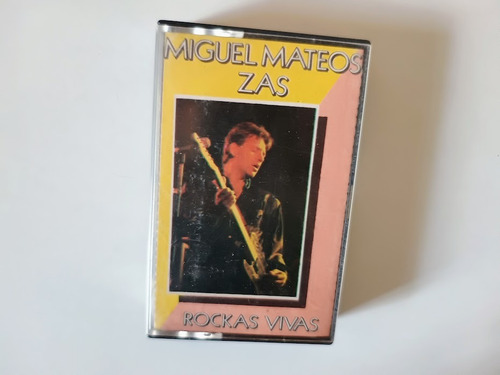 MIGUEL MATEOS
ZAS
ROCKAS VIVAS